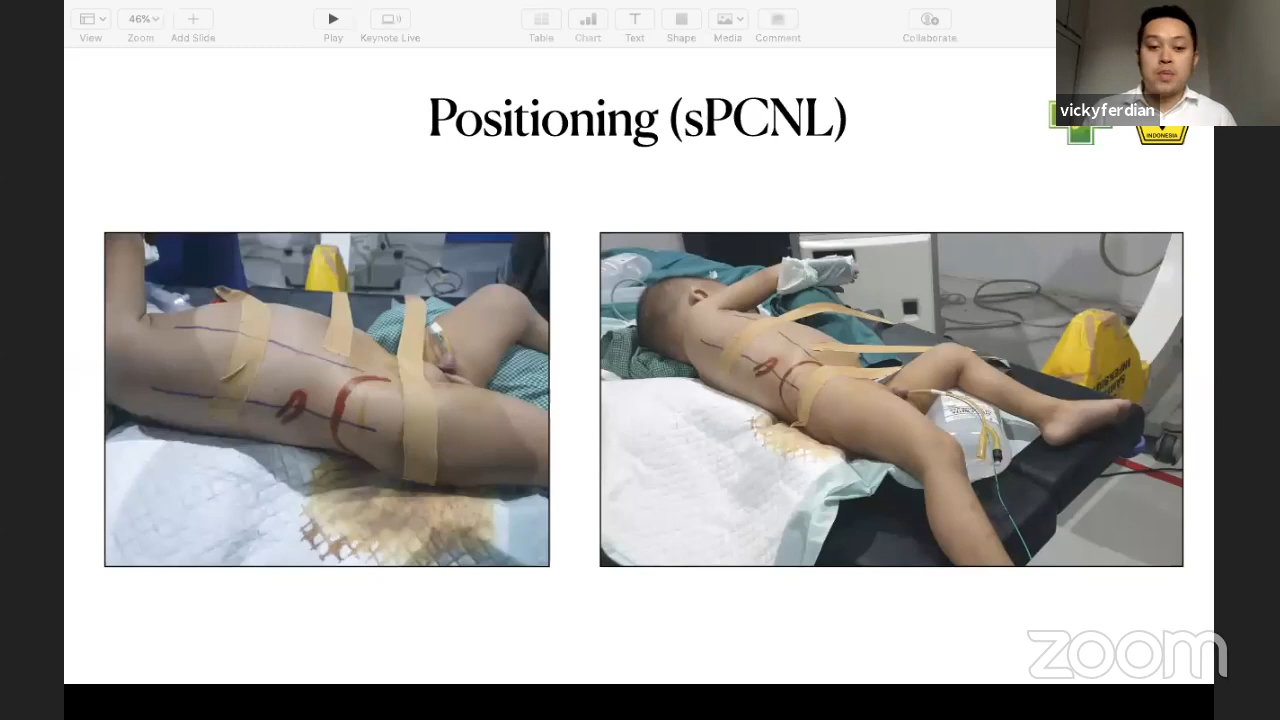 46%
View
Zoom
Add Slide
Play
Keynote Live
Table
Chart
Text
Shape
Media
Comment
Collaborate
vickyferdian
INDONESIA
Positioning (sPCNL)
zoom